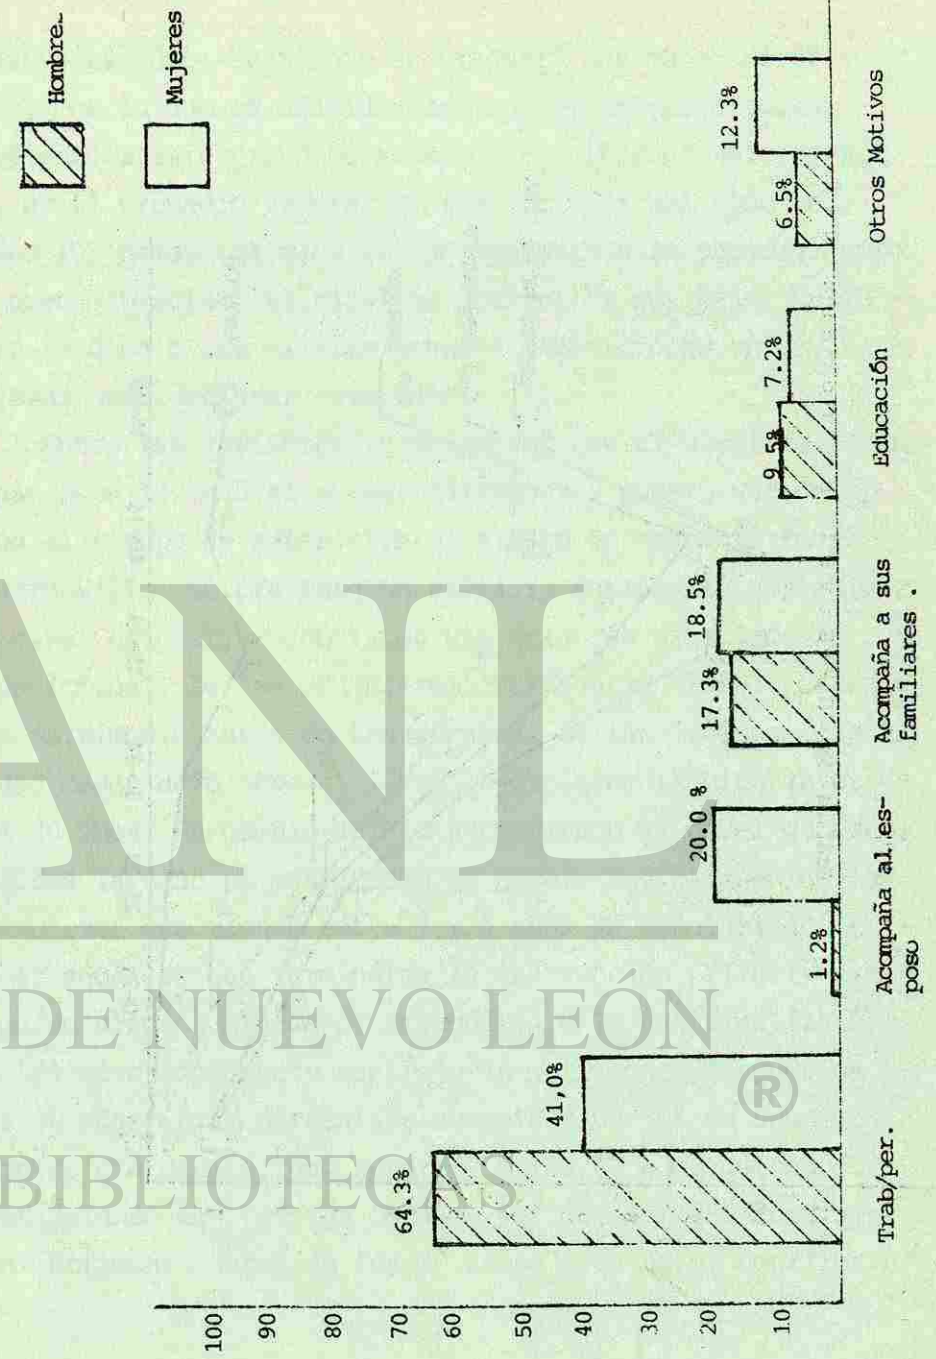 Hombre..
Mujeres
100
90
80
70
60
50
40
30
20
10
64.3%
41,0%
1.2%
20.0 %
17.3%
18.5%
9.5%
7.2%
6.5%
12.3%
Trab/per.
Acompaña al es-
poso
Acompaña a sus
familiares .
Educación
Otros Motivos
ANL
DE NUEVO LEÓN
®
BIBLIOTECAS